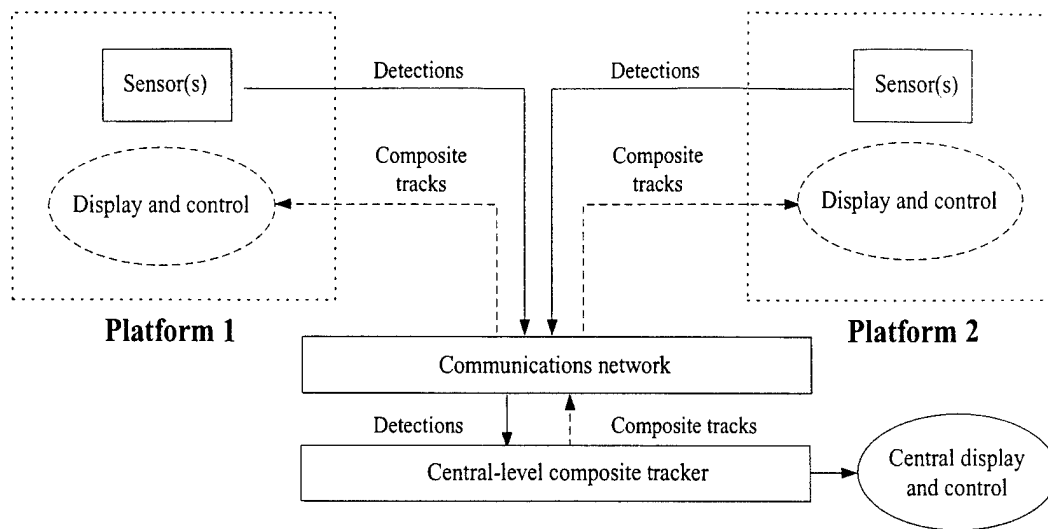 Sensor(s)
Detections
Detections
Sensor(s)
Composite
tracks
Composite
tracks
Display and control
Display and control
Platform 1
Platform 2
Communications network
Detections
Composite tracks
Central-level composite tracker
Central display
and control